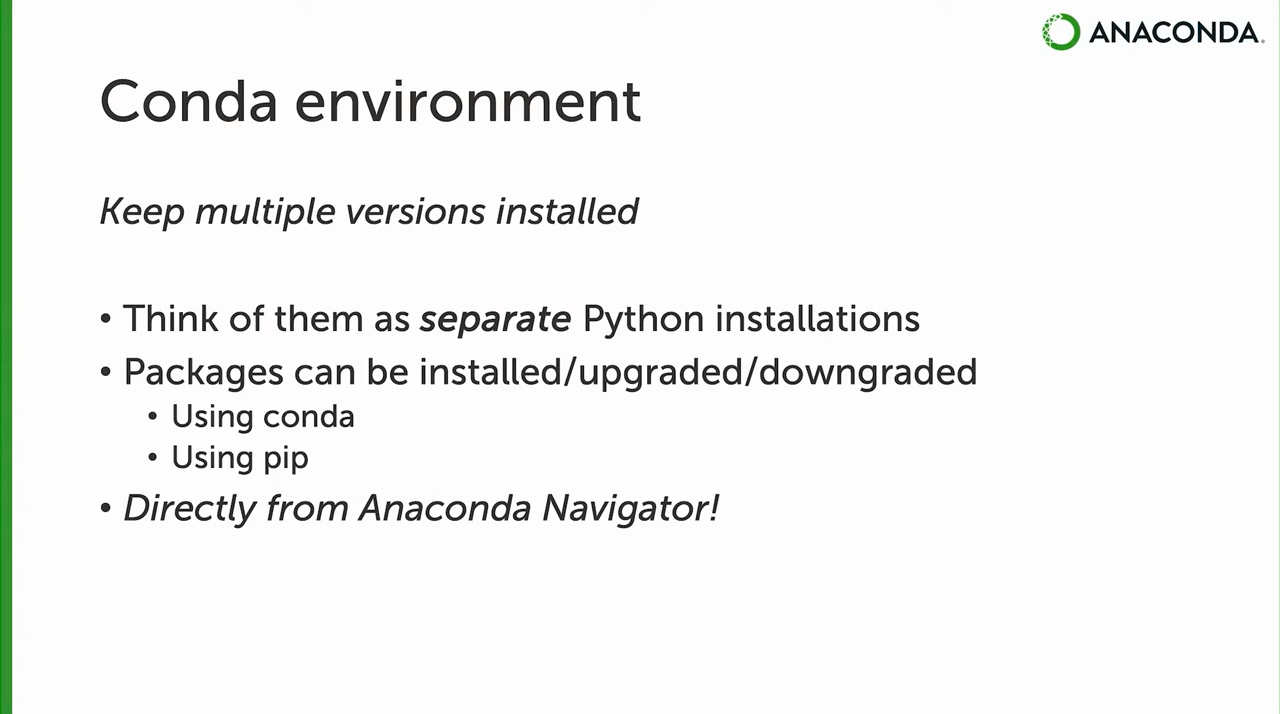 ANACONDA.
Conda environment
Keep multiple versions installed
• Think of them as separate Python installations
• Packages can be installed/upgraded/downgraded
• Using conda
• Using pip
• Directly from Anaconda Navigator!